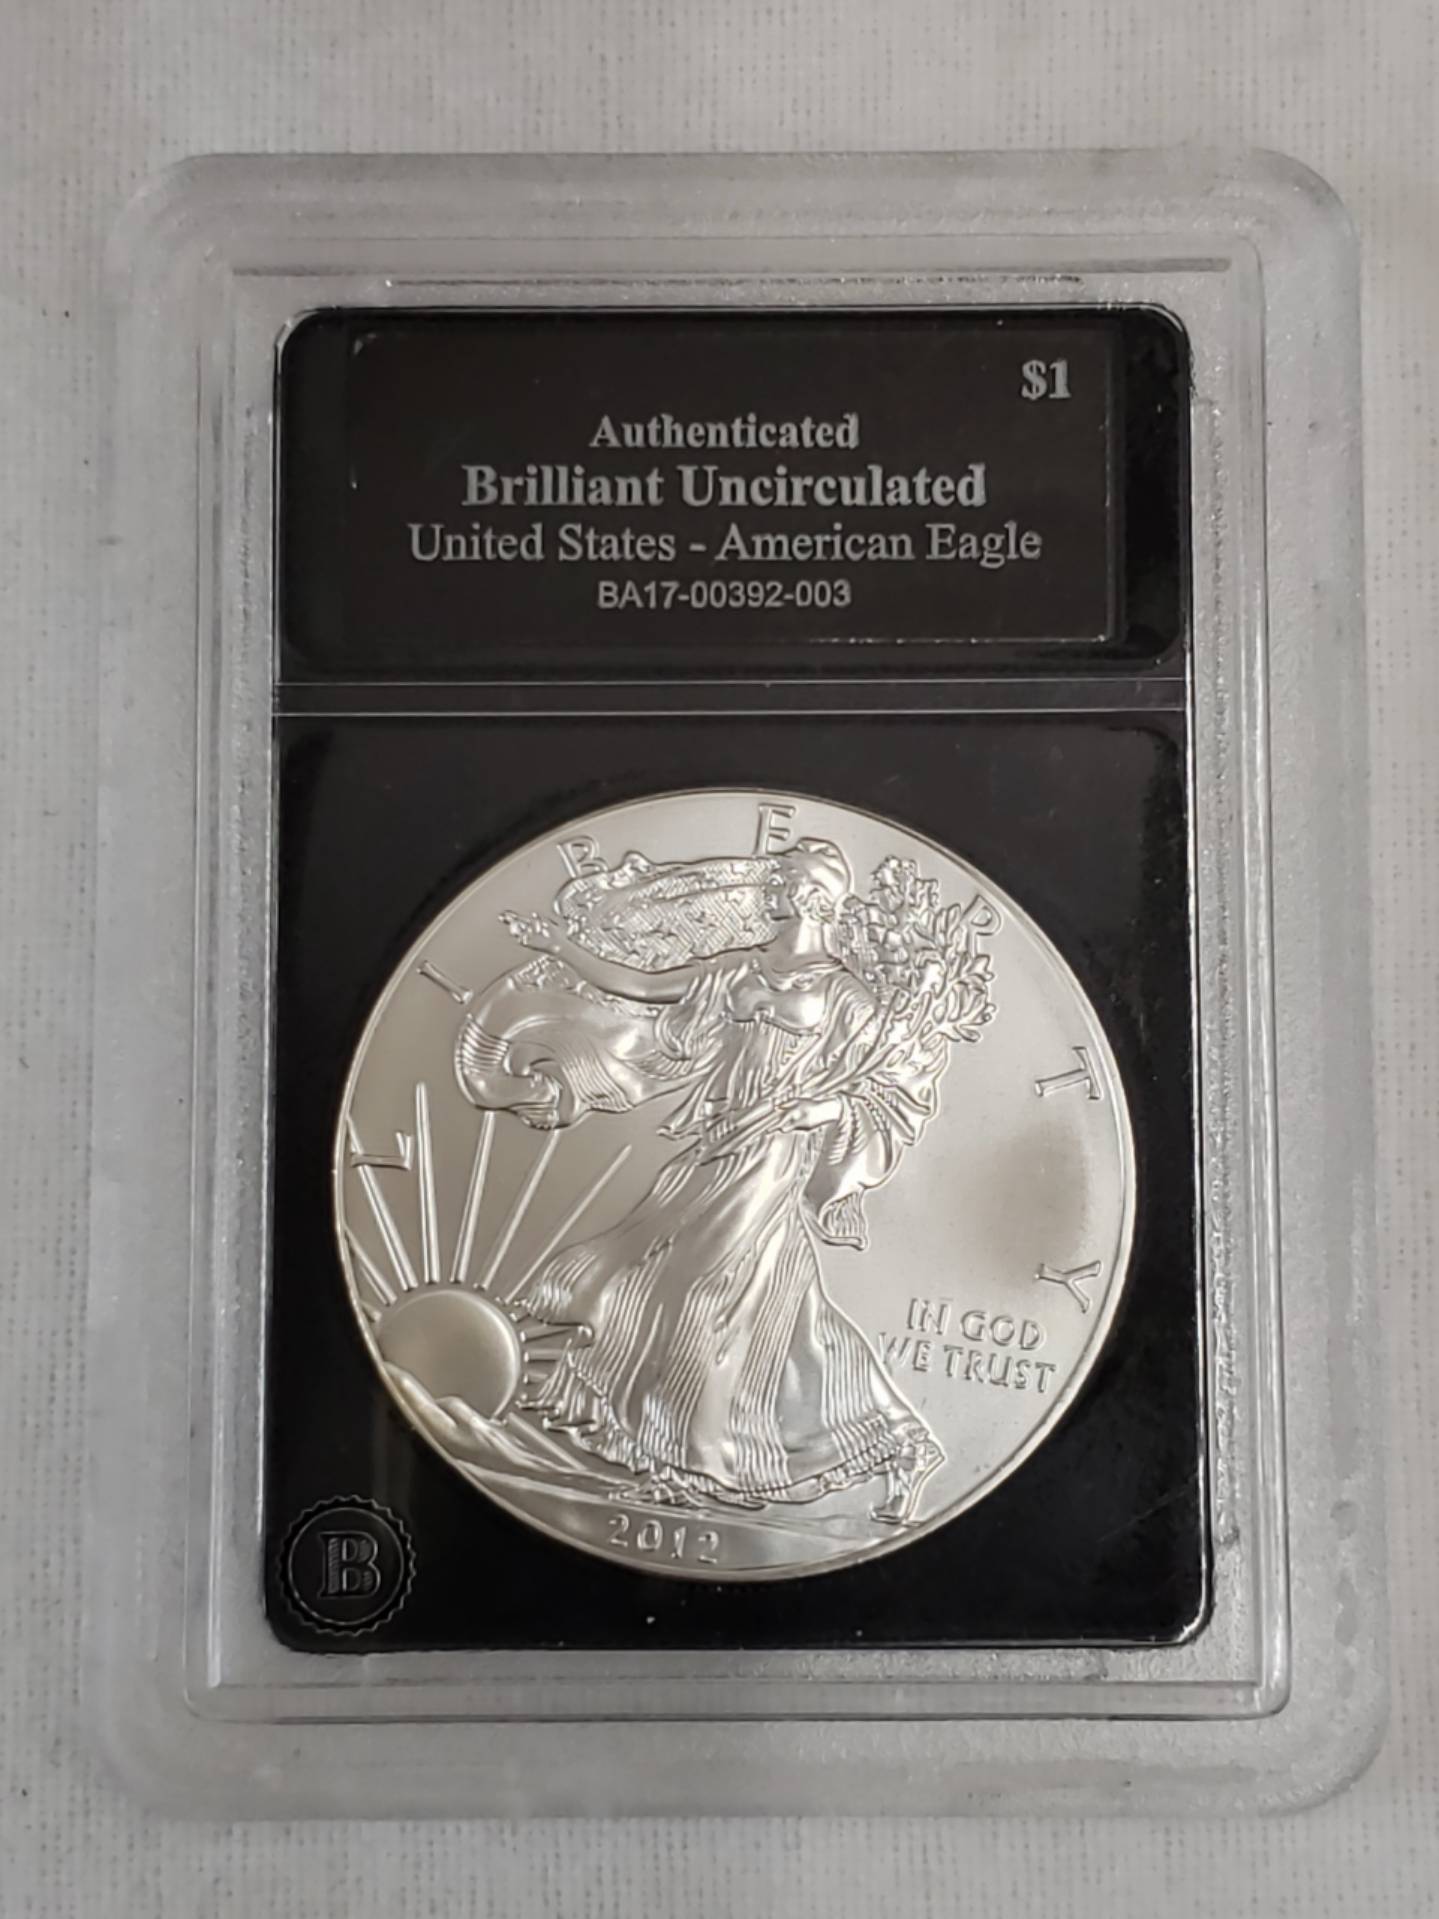 $1
Authenticated
Brilliant Uncirculated
United States - American Eagle
BA17-00392-003
LIBERTY
IN GOD
WE TRUST
2012
B